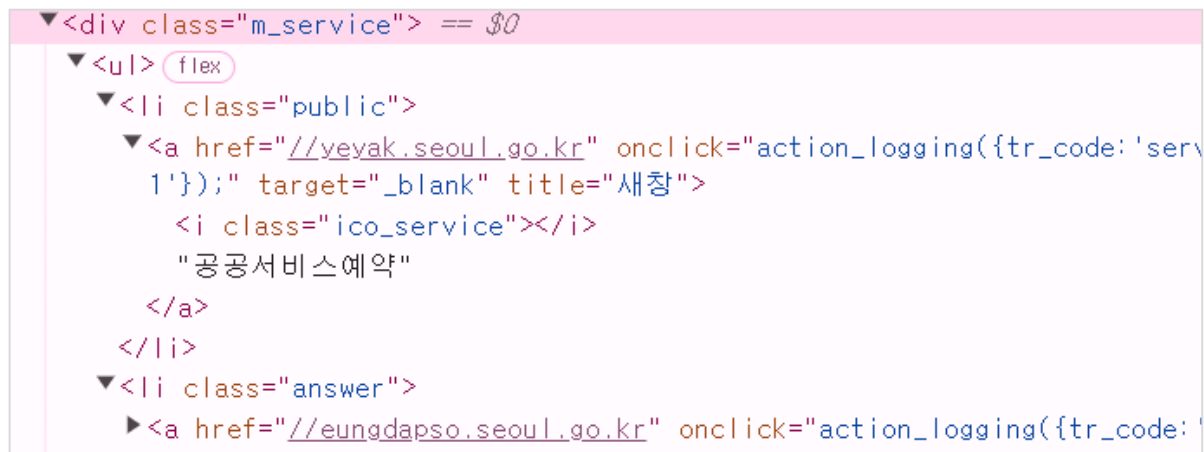 ▼<div class="m_service"> == $0
▼<ul> flex
▼<li class="public">
▼<a href="//yeyak.seoul.go.kr" onclick="action_logging({tr_code:'serv
1'});" target="_blank" title="새창">
<i class="ico_service"></i>
"공공서비스예약"
</a>
</li>
▼<li class="answer">
▶<a href="//eungdapso.seoul.go.kr" onclick="action_logging({tr_code:'